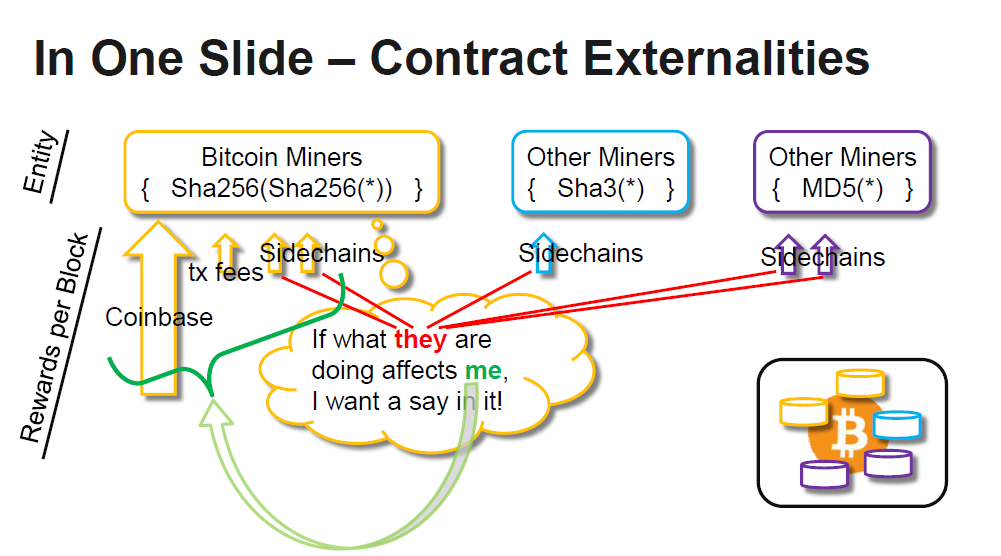 In One Slide – Contract Externalities
Entity
Bitcoin Miners
{ Sha256(Sha256(*)) }
Other Miners
{ Sha3(*) }
Other Miners
{ MD5(*) }
Rewards per Block
Coinbase
tx fees
Sidechains
Sidechains
Sidechains
If what they are
doing affects me,
I want a say in it!